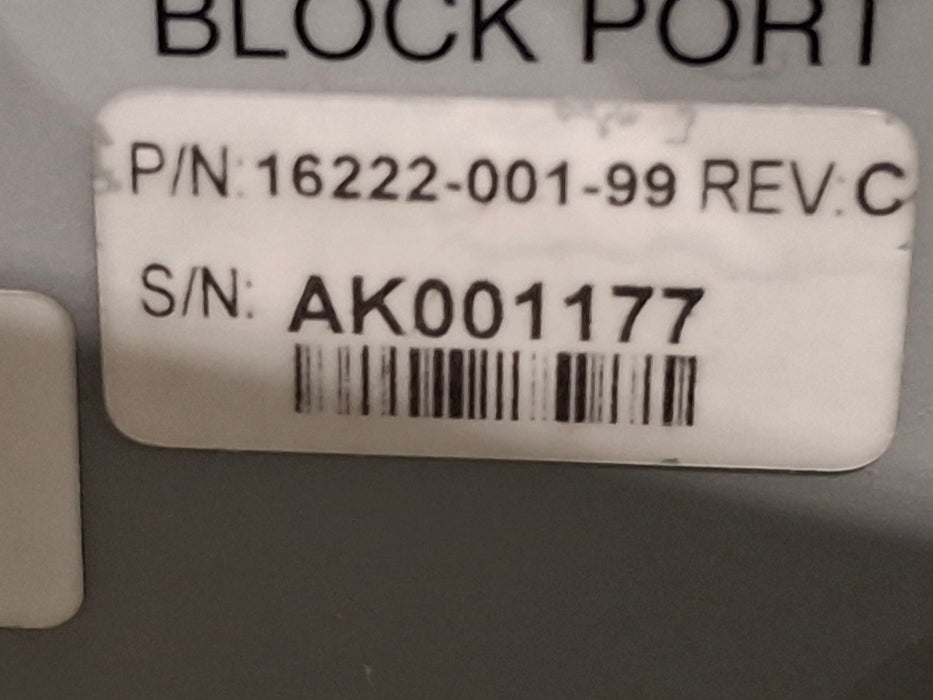 BLOCK PORT
P/N: 16222-001-99 REV: C
S/N: AK001177